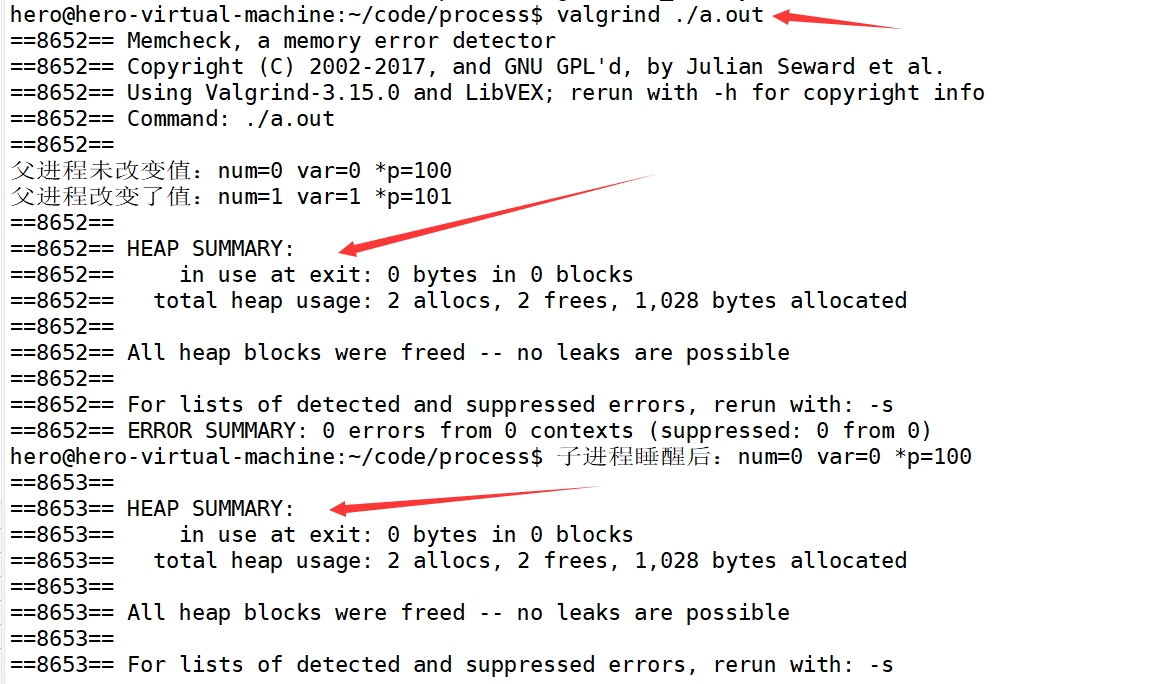 hero@hero-virtual-machine:~/code/process$ valgrind ./a.out
==8652== Memcheck, a memory error detector
==8652== Copyright (C) 2002-2017, and GNU GPL'd, by Julian Seward et al.
==8652== Using Valgrind-3.15.0 and LibVEX; rerun with -h for copyright info
==8652== Command: ./a.out
==8652==
父进程未改变值：num=0 var=0 *p=100
父进程改变了值：num=1 var=1 *p=101
==8652==
==8652== HEAP SUMMARY:
==8652==     in use at exit: 0 bytes in 0 blocks
==8652==   total heap usage: 2 allocs, 2 frees, 1,028 bytes allocated
==8652==
==8652== All heap blocks were freed -- no leaks are possible
==8652==
==8652== For lists of detected and suppressed errors, rerun with: -s
==8652== ERROR SUMMARY: 0 errors from 0 contexts (suppressed: 0 from 0)
hero@hero-virtual-machine:~/code/process$ 子进程睡醒后：num=0 var=0 *p=100
==8653==
==8653== HEAP SUMMARY:
==8653==     in use at exit: 0 bytes in 0 blocks
==8653==   total heap usage: 2 allocs, 2 frees, 1,028 bytes allocated
==8653==
==8653== All heap blocks were freed -- no leaks are possible
==8653==
==8653== For lists of detected and suppressed errors, rerun with: -s